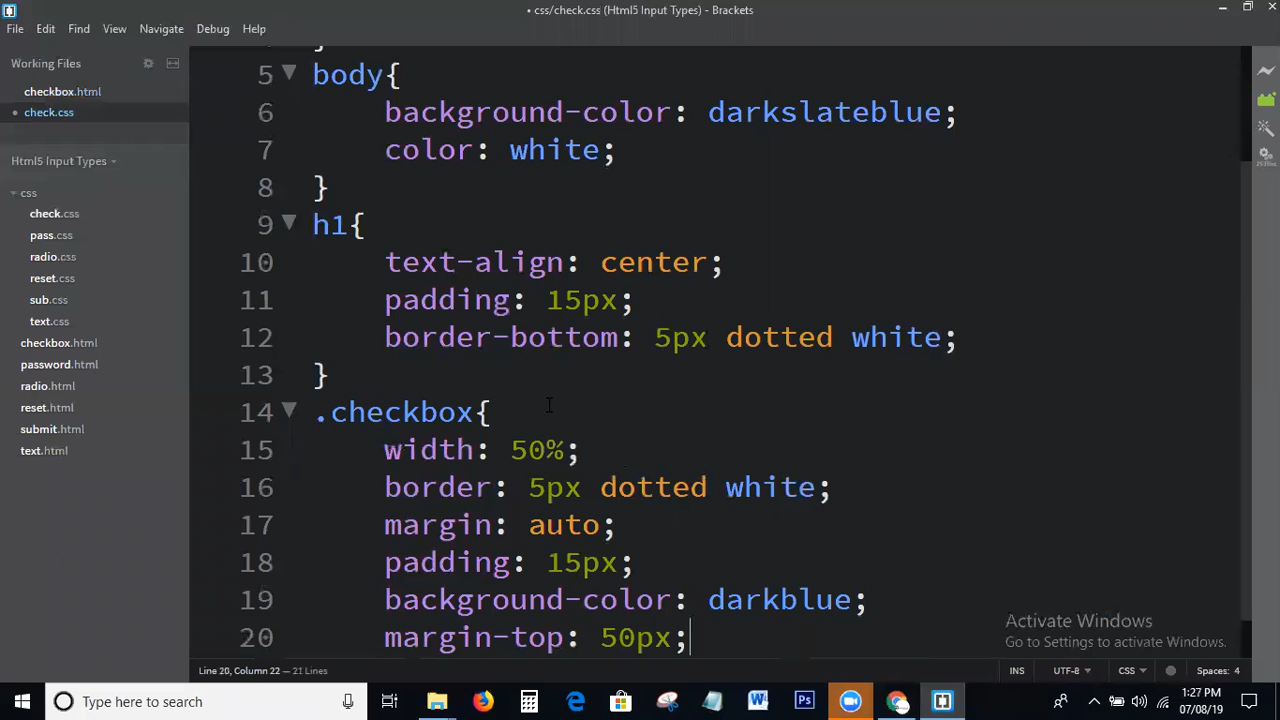 • css/check.css (Html5 Input Types) - Brackets
File Edit Find View Navigate Debug Help
Working Files
checkbox.html
• check.css
Html5 Input Types
css
check.css
pass.css
radio.css
reset.css
sub.css
text.css
checkbox.html
password.html
radio.html
reset.html
submit.html
text.html
5 body{
6 background-color: darkslateblue;
7 color: white;
8 }
9 h1{
10 text-align: center;
11 padding: 15px;
12 border-bottom: 5px dotted white;
13 }
14 .checkbox{
15 width: 50%;
16 border: 5px dotted white;
17 margin: auto;
18 padding: 15px;
19 background-color: darkblue;
20 margin-top: 50px;
Activate Windows
Go to Settings to activate Windows.
Line 20, Column 22 — 21 Lines
INS UTF-8 CSS Spaces: 4
Type here to search
1:27 PM
07/08/19